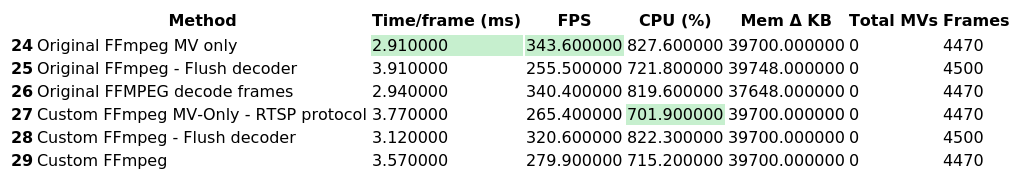 Method Time/frame (ms) FPS CPU (%) Mem Δ KB Total MVs Frames
24 Original FFmpeg MV only 2.910000 343.600000 827.600000 39700.000000 0 4470
25 Original FFmpeg - Flush decoder 3.910000 255.500000 721.800000 39748.000000 0 4500
26 Original FFMPEG decode frames 2.940000 340.400000 819.600000 37648.000000 0 4470
27 Custom FFmpeg MV-Only - RTSP protocol 3.770000 265.400000 701.900000 39700.000000 0 4470
28 Custom FFmpeg - Flush decoder 3.120000 320.600000 822.300000 39700.000000 0 4500
29 Custom FFmpeg 3.570000 279.900000 715.200000 39700.000000 0 4470